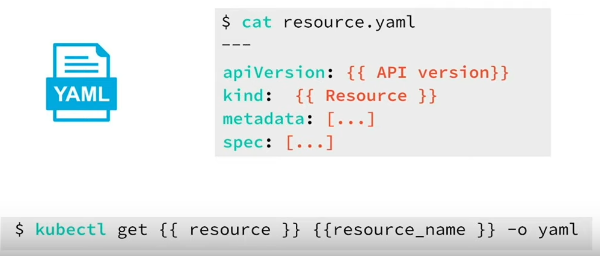 YAML
$ cat resource.yaml
---
apiVersion: {{ API version}}
kind:  {{ Resource }}
metadata: [...]
spec: [...]
$ kubectl get {{ resource }} {{resource_name }} -o yaml